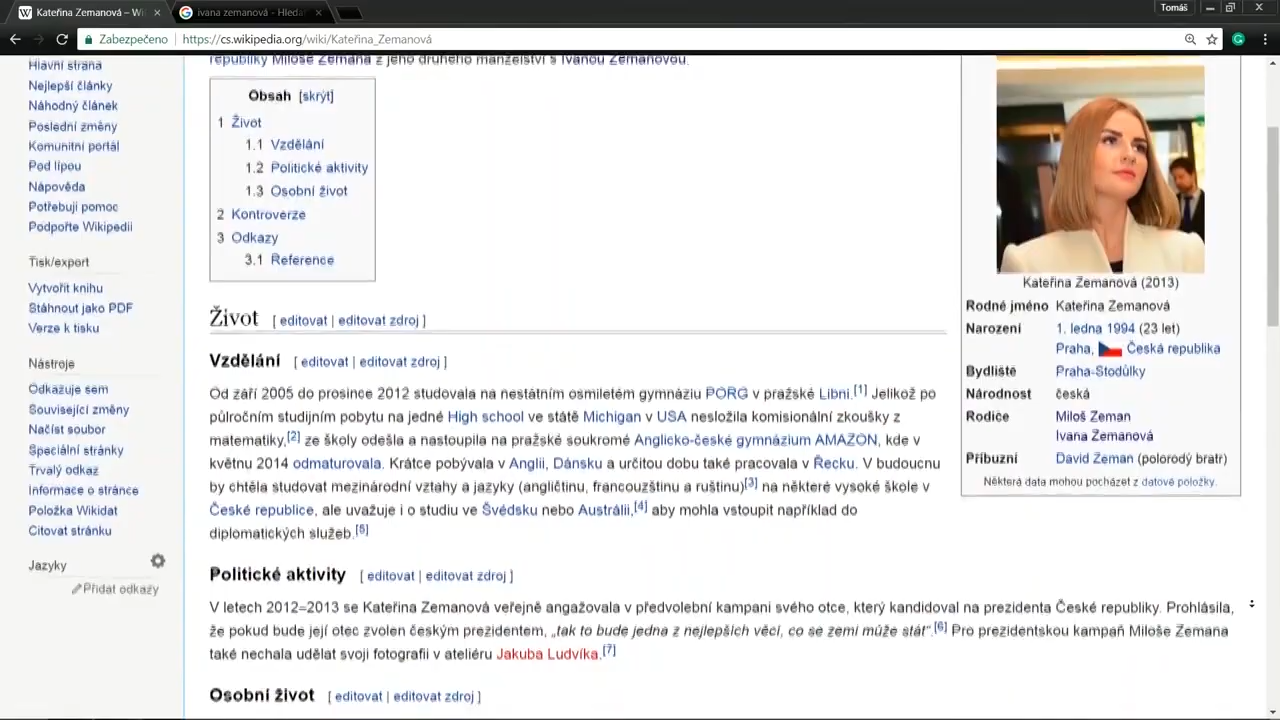 Kateřina Zemanová – Wi
ivana zemanová - Hleda
Tomáš
Zabezpečeno
https://cs.wikipedia.org/wiki/Kateřina_Zemanová
Hlavní strana
Nejlepší články
Náhodný článek
Poslední změny
Komunitní portál
Pod lípou
Nápověda
Potřebuji pomoc
Podpořte Wikipedii
Tisk/export
Vytvořit knihu
Stáhnout jako PDF
Verze k tisku
Nástroje
Odkazuje sem
Související změny
Načíst soubor
Speciální stránky
Trvalý odkaz
Informace o stránce
Položka Wikidat
Citovat stránku
Jazyky
Přidat odkazy
republiky Miloše Zemana z jeho druhého manželství s Ivanou Zemanovou.
Obsah [skrýt]
1 Život
1.1 Vzdělání
1.2 Politické aktivity
1.3 Osobní život
2 Kontroverze
3 Odkazy
3.1 Reference
Život [ editovat | editovat zdroj ]
Vzdělání [ editovat | editovat zdroj ]
Od září 2005 do prosince 2012 studovala na nestátním osmiletém gymnáziu PORG v pražské Libni.[1] Jelikož po
půlročním studijním pobytu na jedné High school ve státě Michigan v USA nesložila komisionální zkoušky z
matematiky,[2] ze školy odešla a nastoupila na pražské soukromé Anglicko-české gymnázium AMAZON, kde v
květnu 2014 odmaturovala. Krátce pobývala v Anglii, Dánsku a určitou dobu také pracovala v Řecku. V budoucnu
by chtěla studovat mezinárodní vztahy a jazyky (angličtinu, francouzštinu a ruštinu)[3] na některé vysoké škole v
České republice, ale uvažuje i o studiu ve Švédsku nebo Austrálii,[4] aby mohla vstoupit například do
diplomatických služeb.[5]
Politické aktivity [ editovat | editovat zdroj ]
V letech 2012–2013 se Kateřina Zemanová veřejně angažovala v předvolební kampani svého otce, který kandidoval na prezidenta České republiky. Prohlásila,
že pokud bude její otec zvolen českým prezidentem, „tak to bude jedna z nejlepších věcí, co se zemi může stát“.[6] Pro prezidentskou kampaň Miloše Zemana
také nechala udělat svoji fotografii v ateliéru Jakuba Ludvíka.[7]
Osobní život [ editovat | editovat zdroj ]
Kateřina Zemanová (2013)
Rodné jméno Kateřina Zemanová
Narození 1. ledna 1994 (23 let)
Praha, Česká republika
Bydliště Praha-Stodůlky
Národnost česká
Rodiče Miloš Zeman
Ivana Zemanová
Příbuzní David Zeman (polorodý bratr)
Některá data mohou pocházet z datové položky.